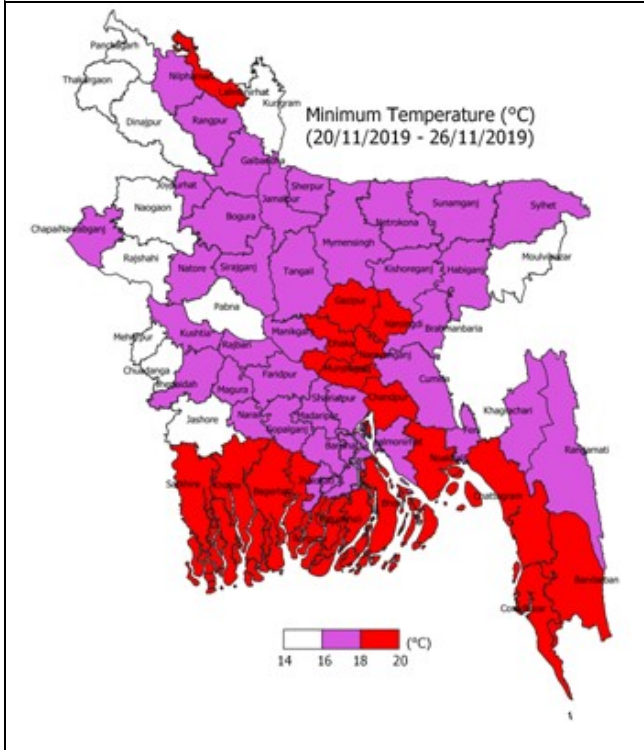 Panchagarh
Thakurgaon
Nilphamari
Lalmonirhat
Kurigram
Dinajpur
Rangpur
Minimum Temperature (°C)
(20/11/2019 - 26/11/2019)
Gaibandha
Joypurhat
Sherpur
Naogaon
Jamalpur
Bogura
Netrokona
Sunamganj
Sylhet
ChapaiNawabganj
Mymensingh
Rajshahi
Natore
Sirajganj
Tangail
Kishoreganj
Habiganj
Moulvibazar
Pabna
Gazipur
Narsingdi
Meherpur
Kushtia
Manikganj
Brahmanbaria
Rajbari
Dhaka
Narayanganj
Chuadanga
Jhenaidah
Magura
Faridpur
Munshiganj
Cumilla
Shariatpur
Chandpur
Khagrachari
Jashore
Narail
Madaripur
Gopalganj
Feni
Rangamati
Barishal
Lalmonirhat
Noakhali
Satkhira
Khulna
Bagerhat
Jhalokati
Bhola
Chattogram
Patuakhali
Bandarban
Cox's Bazar
(°C)
14 16 18 20